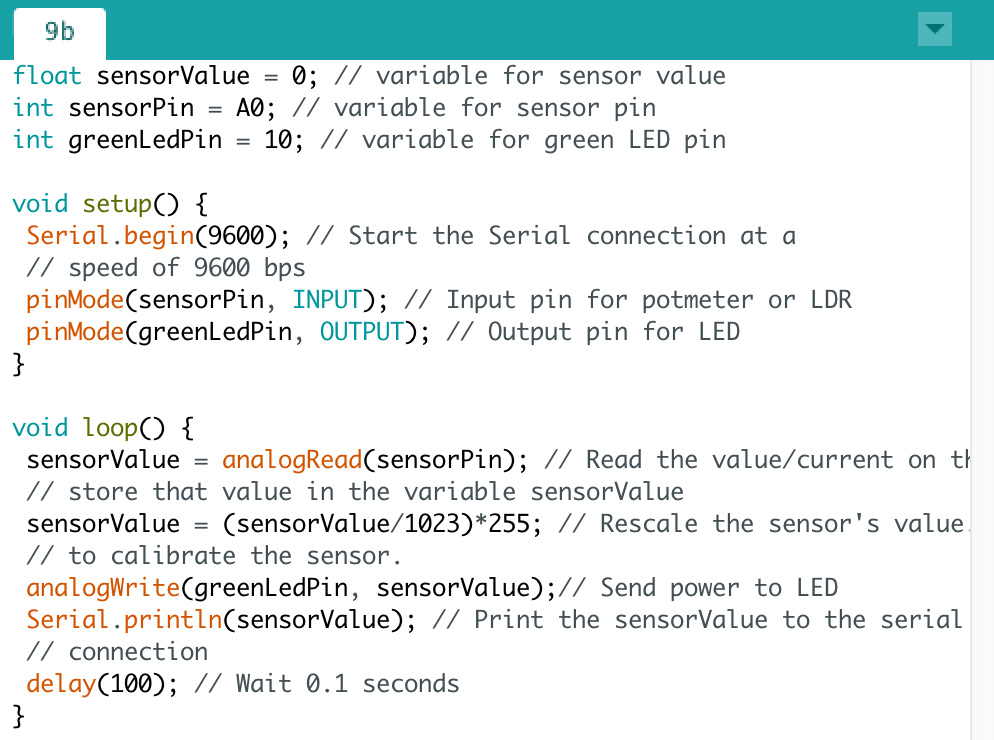 9b
float sensorValue = 0; // variable for sensor value
int sensorPin = A0; // variable for sensor pin
int greenLedPin = 10; // variable for green LED pin
void setup() {
Serial.begin(9600); // Start the Serial connection at a
// speed of 9600 bps
pinMode(sensorPin, INPUT); // Input pin for potmeter or LDR
pinMode(greenLedPin, OUTPUT); // Output pin for LED
}
void loop() {
sensorValue = analogRead(sensorPin); // Read the value/current on
// store that value in the variable sensorValue
sensorValue = (sensorValue/1023)*255; // Rescale the sensor's value.
// to calibrate the sensor.
analogWrite(greenLedPin, sensorValue);// Send power to LED
Serial.println(sensorValue); // Print the sensorValue to the serial
// connection
delay(100); // Wait 0.1 seconds
}